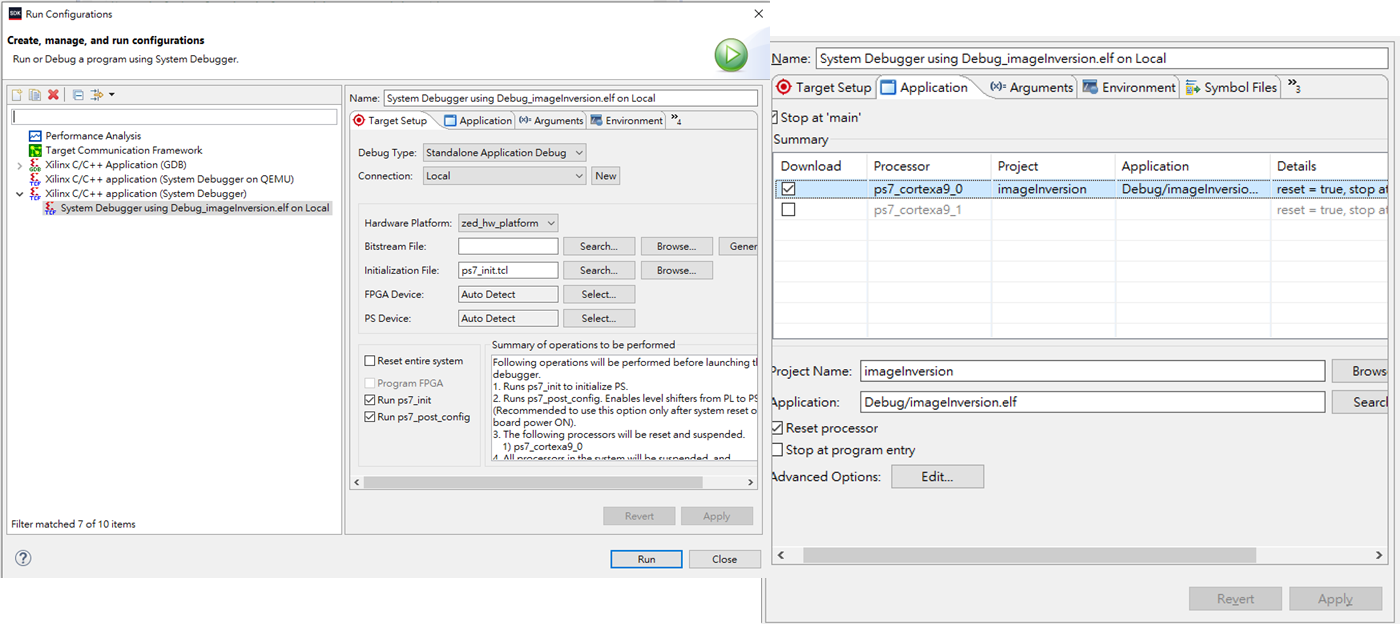 SDK Run Configurations
Create, manage, and run configurations
Run or Debug a program using System Debugger.
Performance Analysis
Target Communication Framework
Xilinx C/C++ Application (GDB)
Xilinx C/C++ application (System Debugger on QEMU)
Xilinx C/C++ application (System Debugger)
System Debugger using Debug_imageInversion.elf on Local
Filter matched 7 of 10 items
Name: System Debugger using Debug_imageInversion.elf on Local
Target Setup Application (x)= Arguments Environment »4
Debug Type: Standalone Application Debug
Connection: Local New
Hardware Platform: zed_hw_platform
Bitstream File: Search... Browse... Gener
Initialization File: ps7_init.tcl Search... Browse...
FPGA Device: Auto Detect Select...
PS Device: Auto Detect Select...
Reset entire system
Program FPGA
Run ps7_init
Run ps7_post_config
Summary of operations to be performed
Following operations will be performed before launching th
debugger.
1. Runs ps7_init to initialize PS.
2. Runs ps7_post_config. Enables level shifters from PL to PS
(Recommended to use this option only after system reset o
board power ON).
3. The following processors will be reset and suspended.
1) ps7_cortexa9_0
4. All processors in the system will be suspended, and
Revert Apply
Run Close
Name: System Debugger using Debug_imageInversion.elf on Local
Target Setup Application (x)= Arguments Environment Symbol Files »3
Stop at 'main'
Summary
Download Processor Project Application Details
ps7_cortexa9_0 imageInversion Debug/imageInversio... reset = true, stop at
ps7_cortexa9_1 reset = true, stop at
Project Name: imageInversion Brows
Application: Debug/imageInversion.elf Search
Reset processor
Stop at program entry
Advanced Options: Edit...
Revert Apply